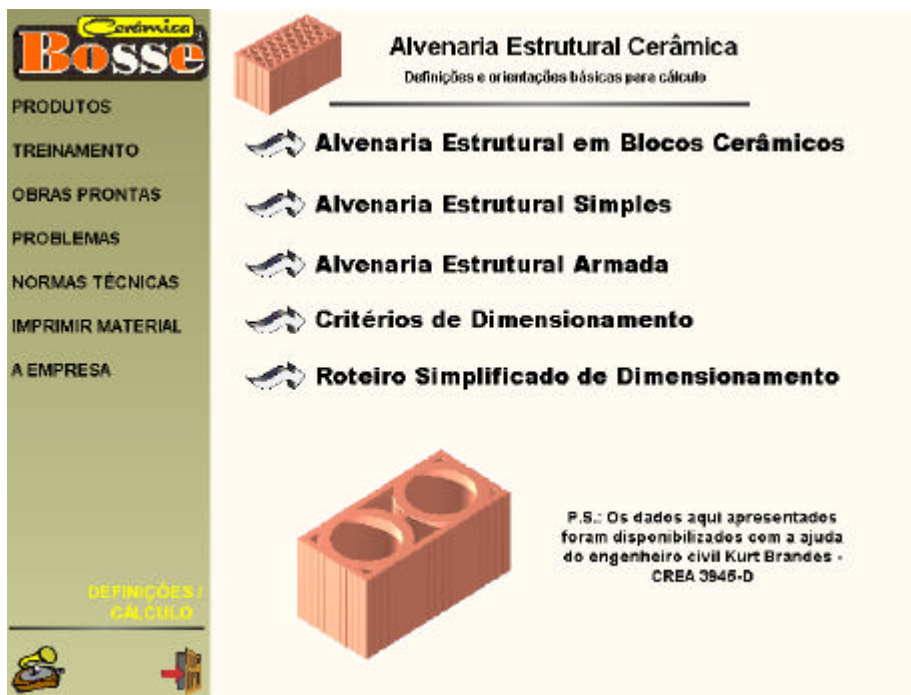 Cerâmica
Bosse
PRODUTOS
TREINAMENTO
OBRAS PRONTAS
PROBLEMAS
NORMAS TÉCNICAS
IMPRIMIR MATERIAL
A EMPRESA
DEFINIÇÕES /
CÁLCULO
Alvenaria Estrutural Cerâmica
Definições e orientações básicas para cálculo
Alvenaria Estrutural em Blocos Cerâmicos
Alvenaria Estrutural Simples
Alvenaria Estrutural Armada
Critérios de Dimensionamento
Roteiro Simplificado de Dimensionamento
P.S.: Os dados aqui apresentados
foram disponibilizados com a ajuda
do engenheiro civil Kurt Brandes -
CREA 3945-D